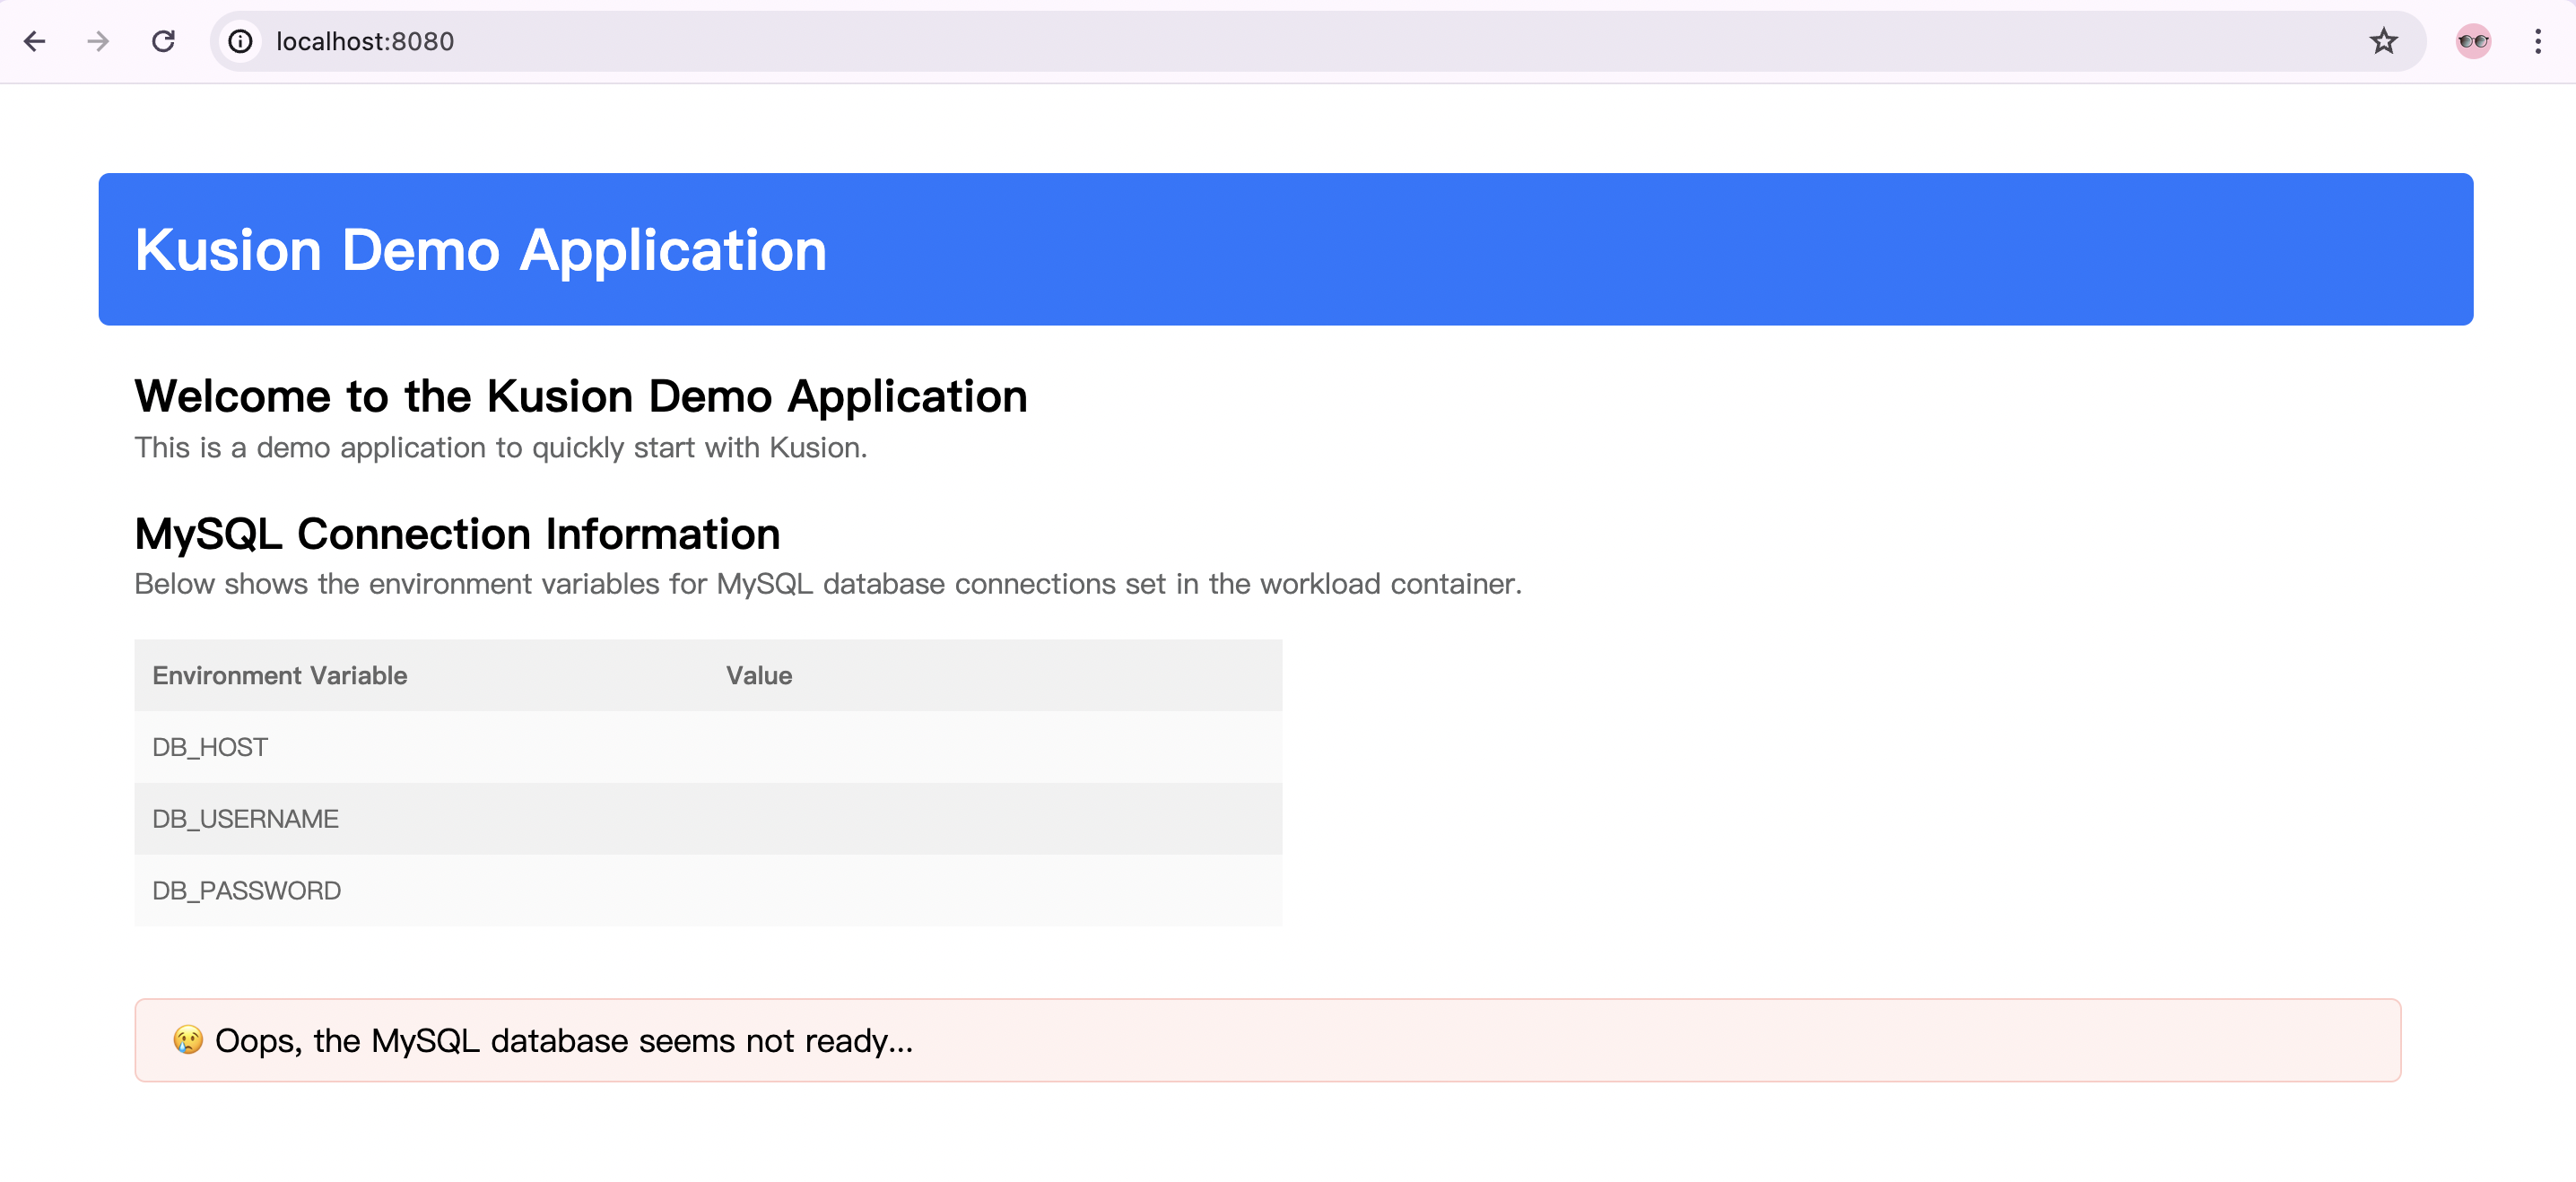 localhost:8080
Kusion Demo Application
Welcome to the Kusion Demo Application
This is a demo application to quickly start with Kusion.
MySQL Connection Information
Below shows the environment variables for MySQL database connections set in the workload container.
Environment Variable Value
DB_HOST
DB_USERNAME
DB_PASSWORD
😢 Oops, the MySQL database seems not ready...